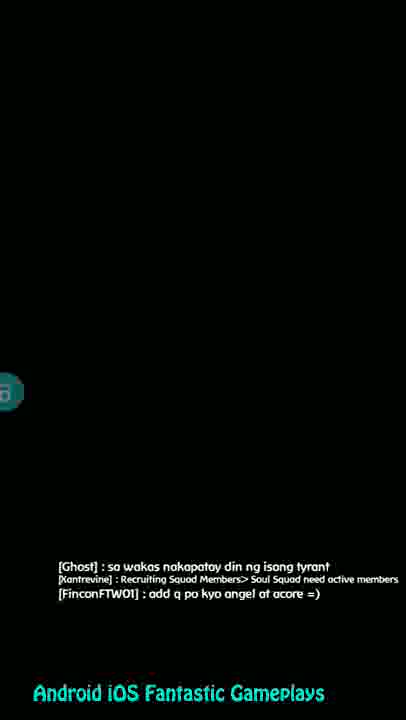 [Ghost] : sa wakas nakapatay din ng isang tyrant
[Xantrevine] : Recruiting Squad Members> Soul Squad need active members
[FinconFTW01] : add q po kyo angel at acore =)
Android iOS Fantastic Gameplays